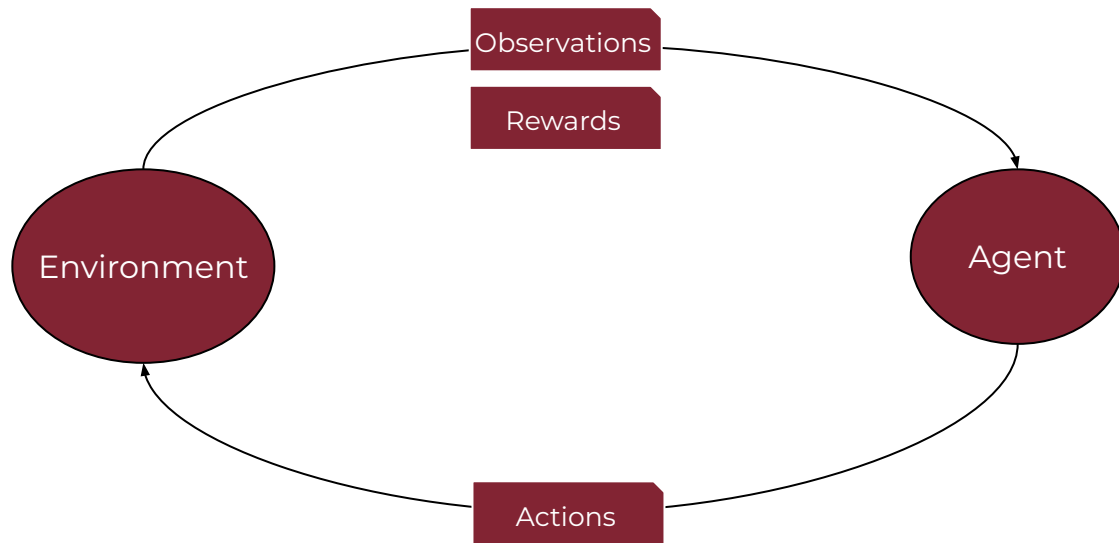 Observations
Rewards
Environment
Agent
Actions